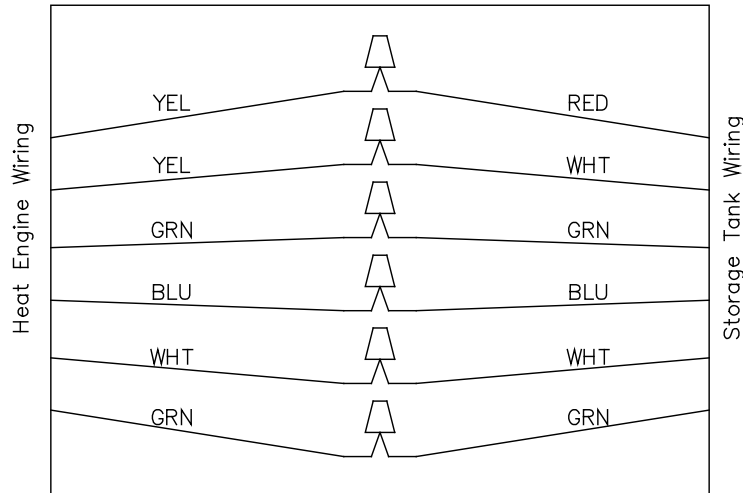 Heat Engine Wiring
YEL
RED
YEL
WHT
GRN
GRN
BLU
BLU
WHT
WHT
GRN
GRN
Storage Tank Wiring